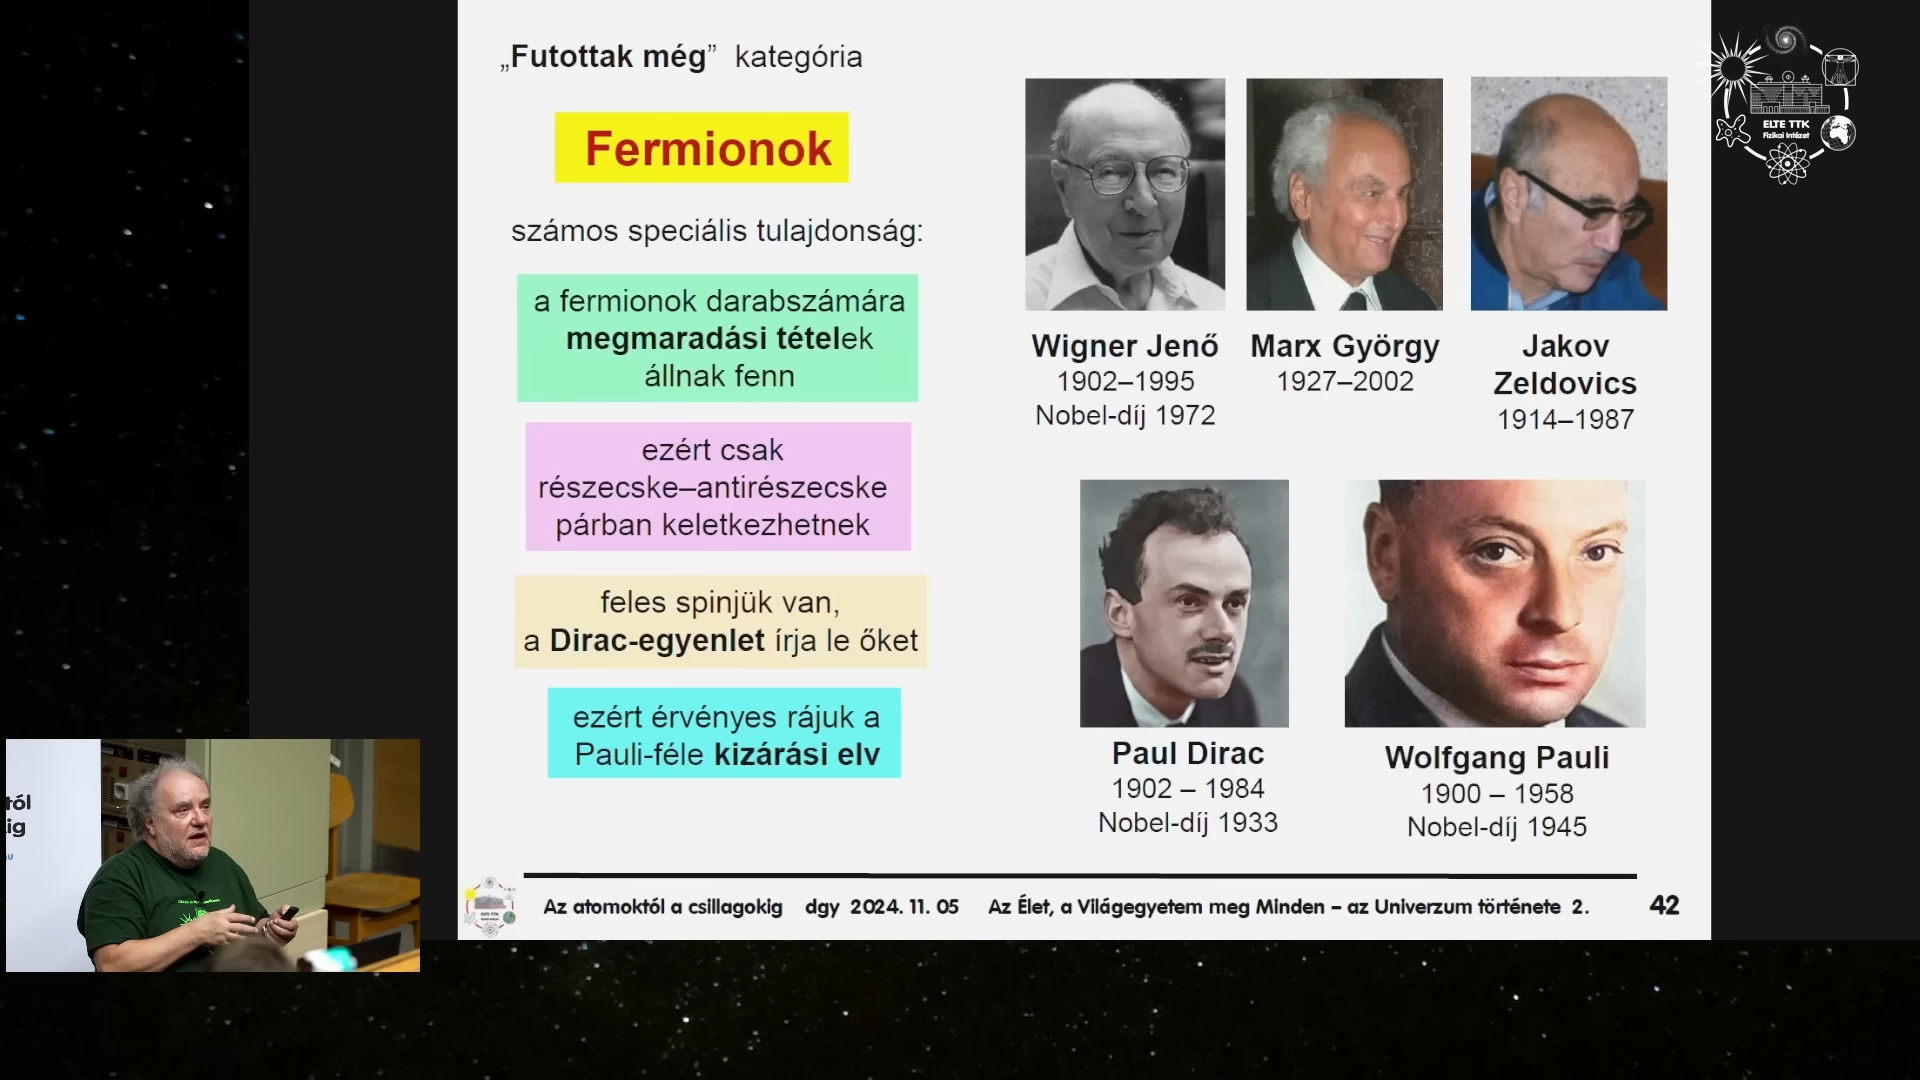 „Futottak még” kategória
Fermionok
számos speciális tulajdonság:
a fermionok darabszámára
megmaradási tételek
állnak fenn
ezért csak
részecske–antirészecske
párban keletkezhetnek
feles spinjük van,
a Dirac-egyenlet írja le őket
ezért érvényes rájuk a
Pauli-féle kizárási elv
Wigner Jenő
1902–1995
Nobel-díj 1972
Marx György
1927–2002
Jakov
Zeldovics
1914–1987
Paul Dirac
1902 – 1984
Nobel-díj 1933
Wolfgang Pauli
1900 – 1958
Nobel-díj 1945
Az atomoktól a csillagokig dgy 2024. 11. 05 Az Élet, a Világegyetem meg Minden – az Univerzum története 2. 42
ELTE TTK
Fizikai Intézet
tól
ig